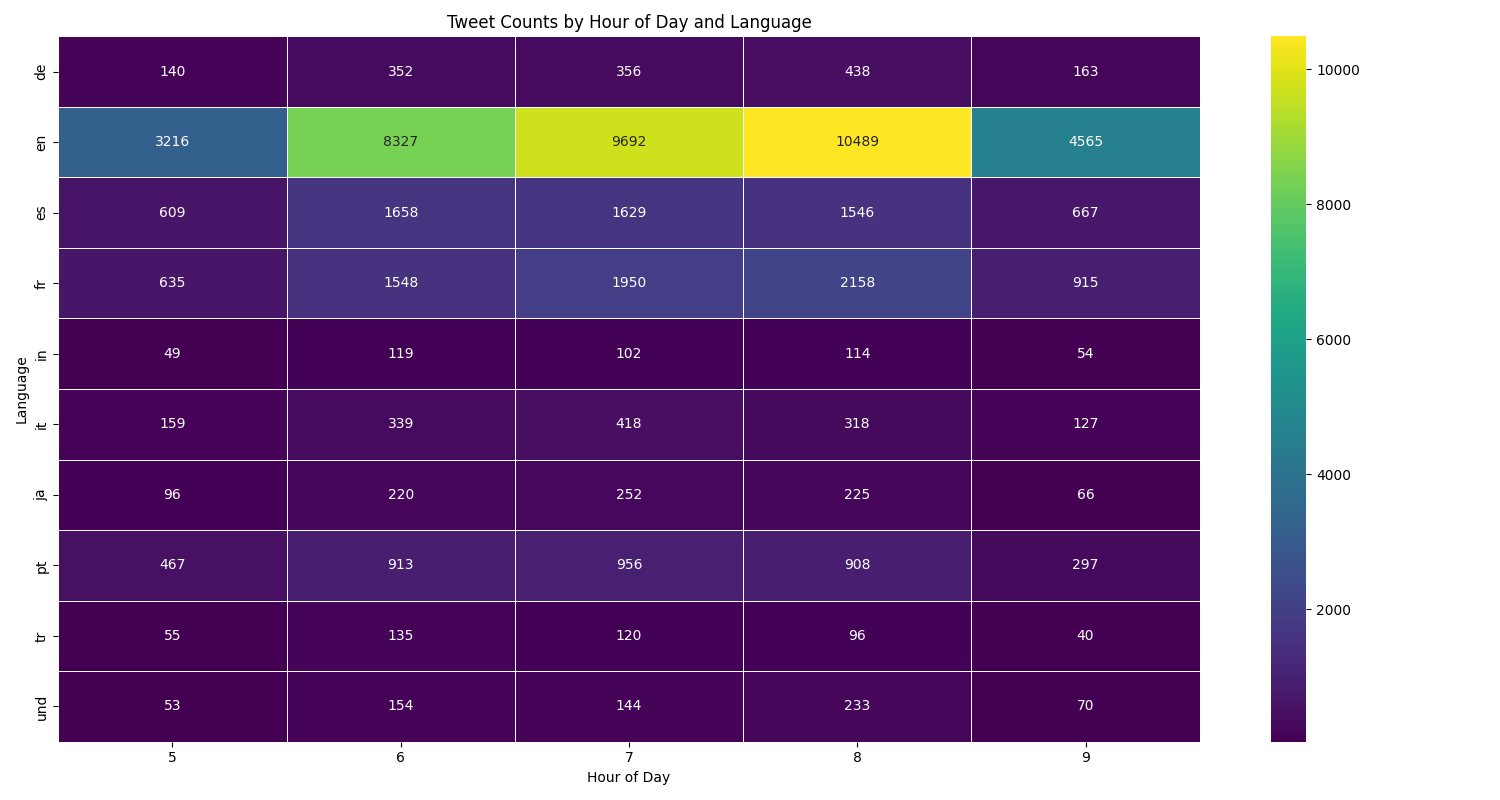 Tweet Counts by Hour of Day and Language
de 140 352 356 438 163
en 3216 8327 9692 10489 4565
es 609 1658 1629 1546 667
fr 635 1548 1950 2158 915
in 49 119 102 114 54
it 159 339 418 318 127
ja 96 220 252 225 66
pt 467 913 956 908 297
tr 55 135 120 96 40
und 53 154 144 233 70
5 6 7 8 9
Hour of Day
Language
10000
8000
6000
4000
2000